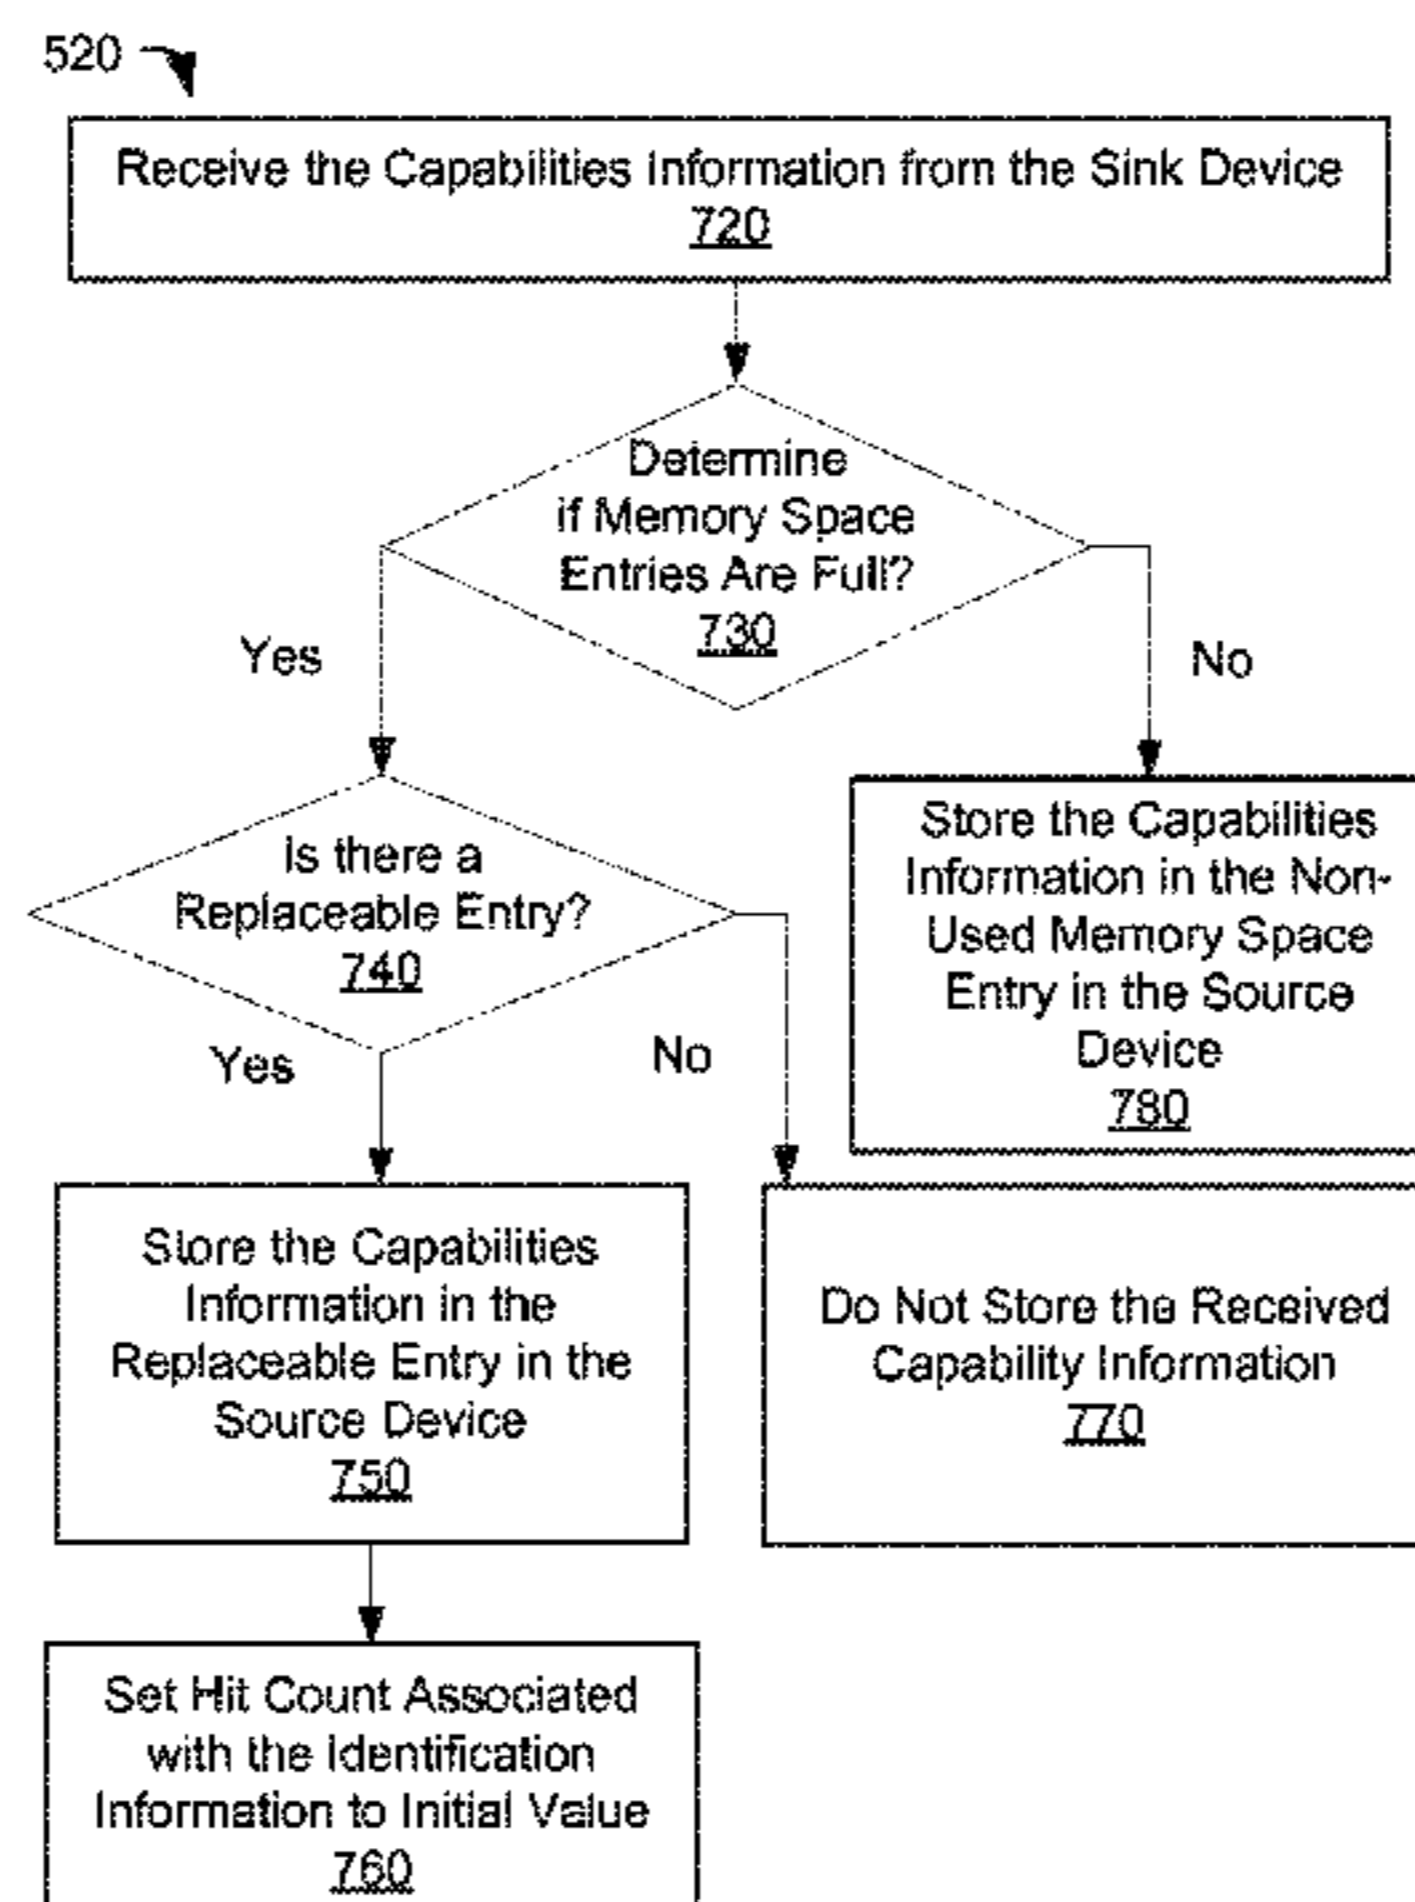 520
Receive the Capabilities Information from the Sink Device
720
Determine
if Memory Space
Entries Are Full?
730
Yes
No
Is there a
Replaceable Entry?
740
Yes
No
Store the Capabilities
Information in the Non-
Used Memory Space
Entry in the Source
Device
780
Store the Capabilities
Information in the
Replaceable Entry in the
Source Device
750
Do Not Store the Received
Capability Information
770
Set Hit Count Associated
with the Identification
Information to Initial Value
760